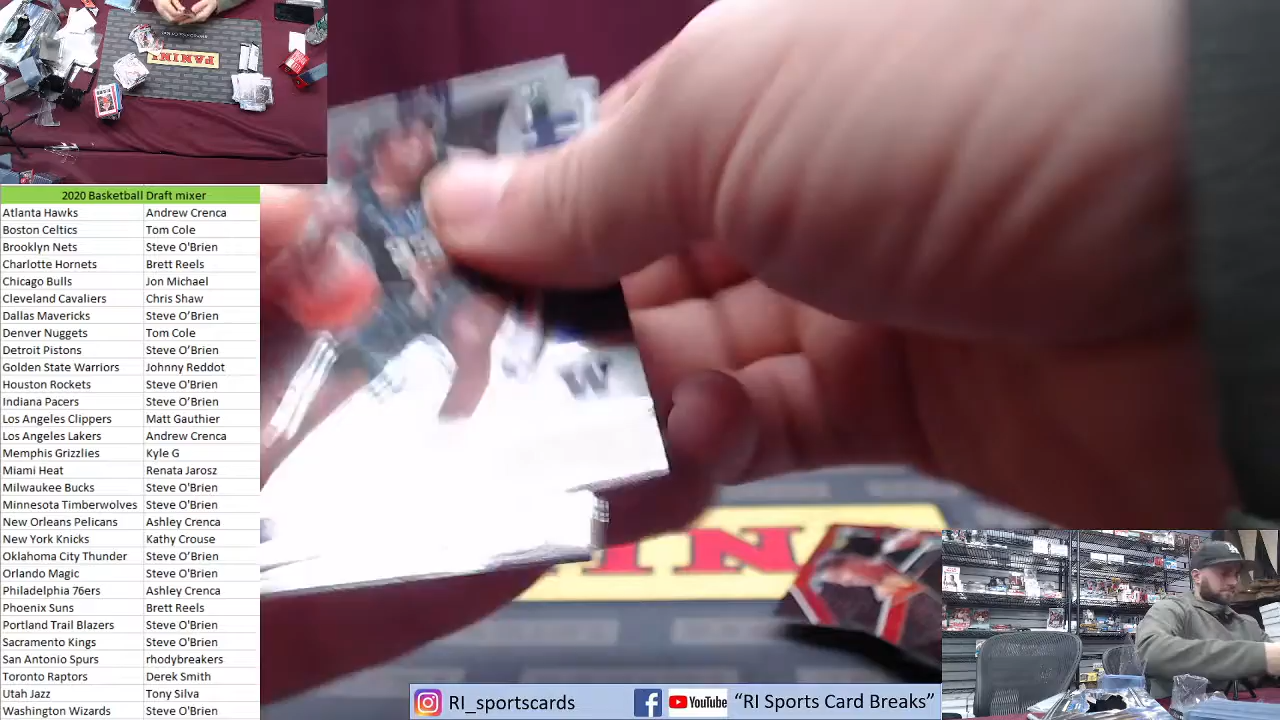 PANINI
2020 Basketball Draft mixer
Atlanta Hawks Andrew Crenca
Boston Celtics Tom Cole
Brooklyn Nets Steve O'Brien
Charlotte Hornets Brett Reels
Chicago Bulls Jon Michael
Cleveland Cavaliers Chris Shaw
Dallas Mavericks Steve O'Brien
Denver Nuggets Tom Cole
Detroit Pistons Steve O'Brien
Golden State Warriors Johnny Reddot
Houston Rockets Steve O'Brien
Indiana Pacers Steve O'Brien
Los Angeles Clippers Matt Gauthier
Los Angeles Lakers Andrew Crenca
Memphis Grizzlies Kyle G
Miami Heat Renata Jarosz
Milwaukee Bucks Steve O'Brien
Minnesota Timberwolves Steve O'Brien
New Orleans Pelicans Ashley Crenca
New York Knicks Kathy Crouse
Oklahoma City Thunder Steve O'Brien
Orlando Magic Steve O'Brien
Philadelphia 76ers Ashley Crenca
Phoenix Suns Brett Reels
Portland Trail Blazers Steve O'Brien
Sacramento Kings Steve O'Brien
San Antonio Spurs rhodybreakers
Toronto Raptors Derek Smith
Utah Jazz Tony Silva
Washington Wizards Steve O'Brien
W
RI_sportscards YouTube "RI Sports Card Breaks"